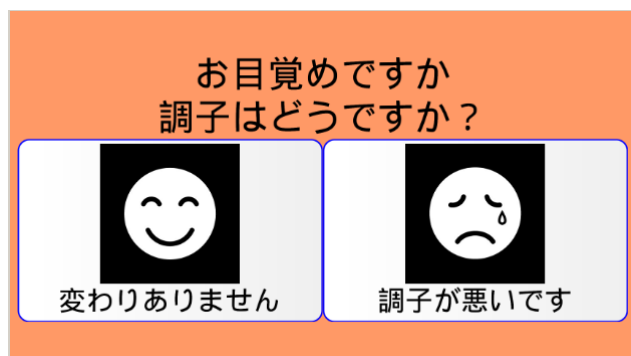 お目覚めですか
調子はどうですか？
変わりありません
調子が悪いです